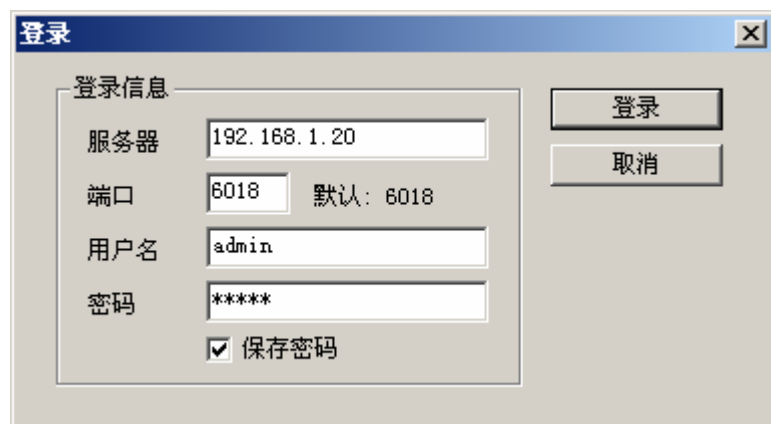 登录
登录信息
服务器 192.168.1.20
端口 6018 默认: 6018
用户名 admin
密码 *****
保存密码
登录
取消